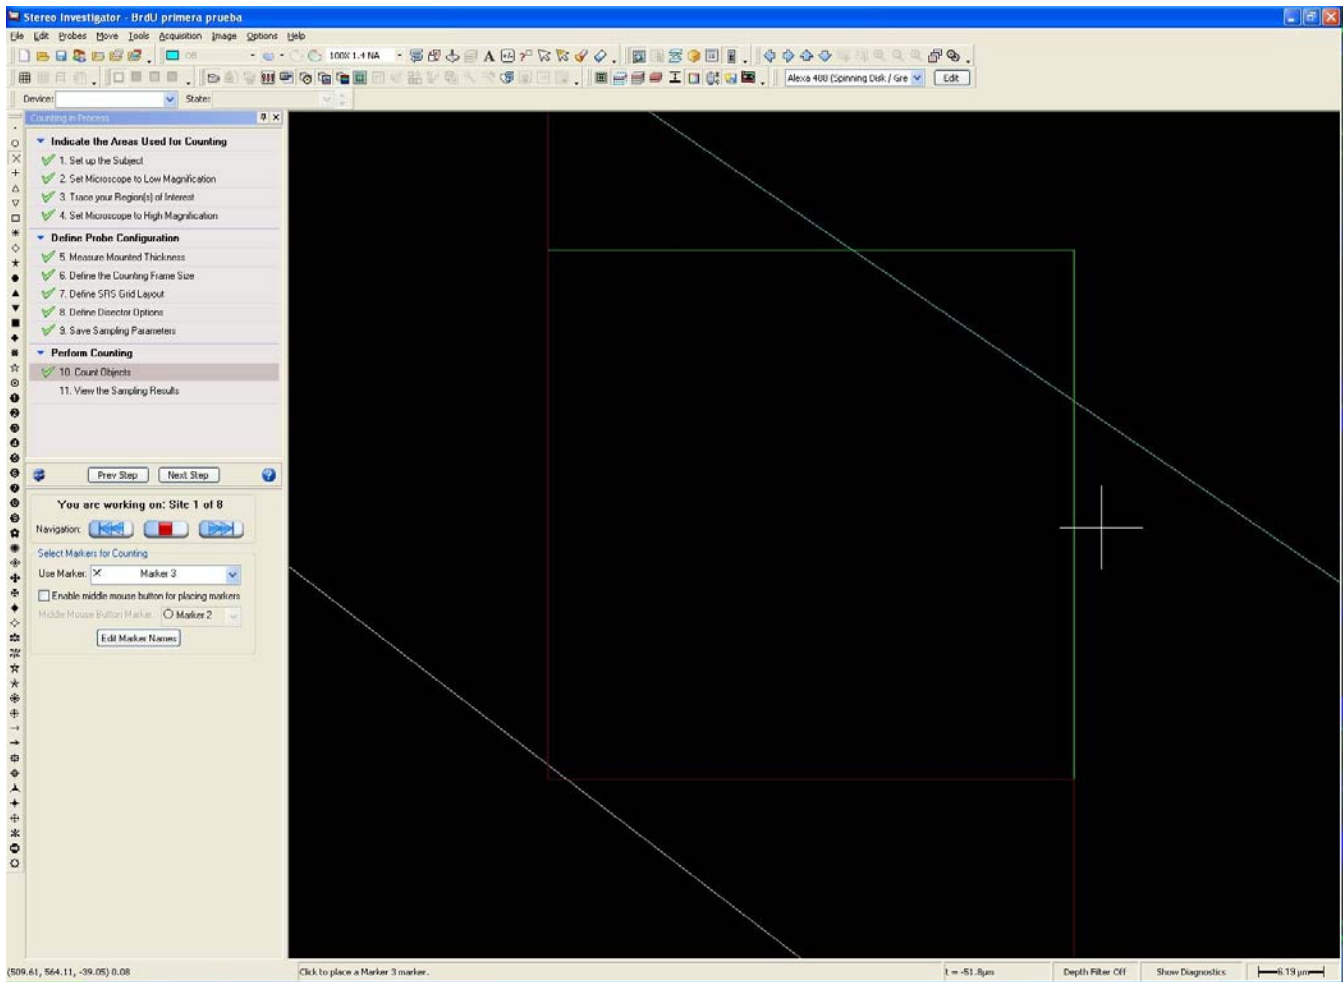 Stereo Investigator - BrdU primera prueba
File Edit Probes Move Tools Acquisition Image Options Help
Off 100X 1.4 NA
Alexa 488 (Spinning Disk / Gre Edit
Device: State:
Counting in Process
Indicate the Areas Used for Counting
1. Set up the Subject
2. Set Microscope to Low Magnification
3. Trace your Region(s) of Interest
4. Set Microscope to High Magnification
Define Probe Configuration
5. Measure Mounted Thickness
6. Define the Counting Frame Size
7. Define SRS Grid Layout
8. Define Disector Options
9. Save Sampling Parameters
Perform Counting
10. Count Objects
11. View the Sampling Results
Prev Step Next Step
You are working on: Site 1 of 8
Navigation:
Select Markers for Counting
Use Marker: Marker 3
Enable middle mouse button for placing markers
Middle Mouse Button Marker: Marker 2
Edit Marker Names
(509.61, 564.11, -39.05) 0.08 Click to place a Marker 3 marker. t = -51.8µm Depth Filter Off Show Diagnostics 6.19 µm